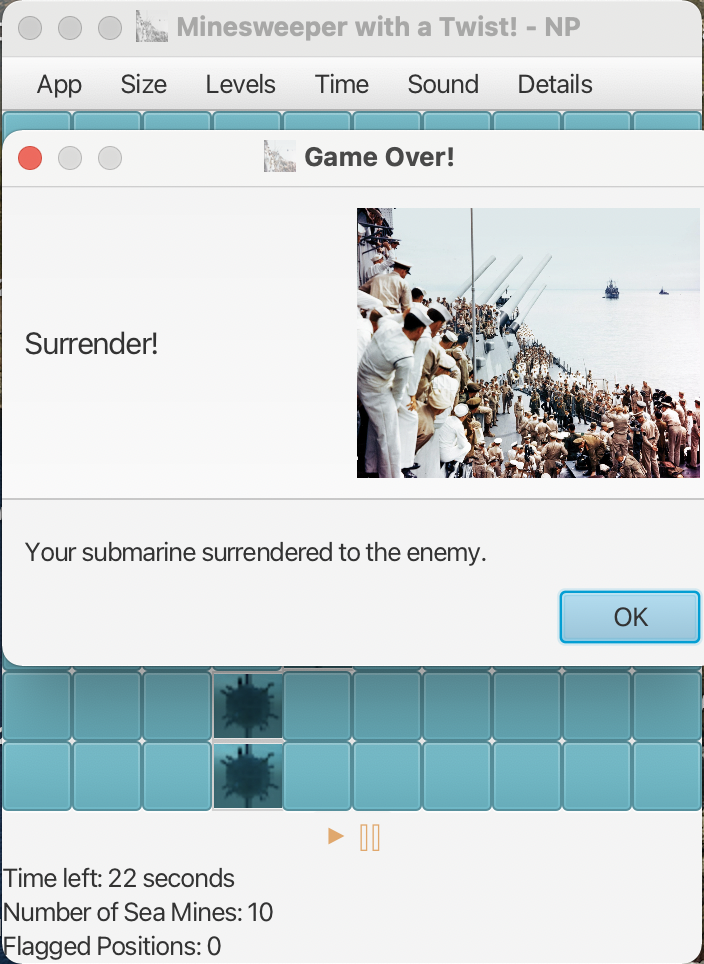 Minesweeper with a Twist! - NP
App Size Levels Time Sound Details
Game Over!
Surrender!
Your submarine surrendered to the enemy.
OK
Time left: 22 seconds
Number of Sea Mines: 10
Flagged Positions: 0